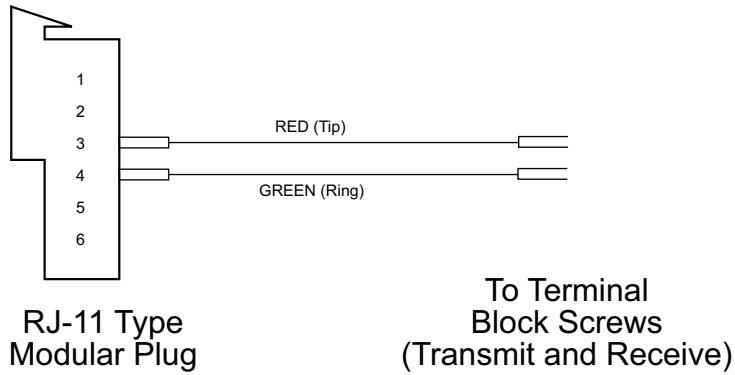 1
2
3
4
5
6
RED (Tip)
GREEN (Ring)
RJ-11 Type
Modular Plug
To Terminal
Block Screws
(Transmit and Receive)